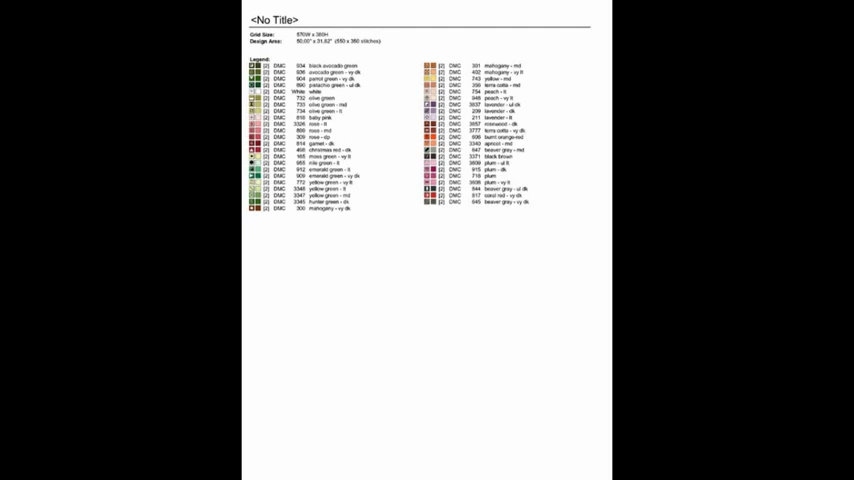 <No Title>
Grid Size: 570W x 380H
Design Area: 50,00" x 31,82" (550 x 350 stitches)
Legend:
[2] DMC 934 black avocado green
[2] DMC 936 avocado green - vy dk
[2] DMC 904 parrot green - vy dk
[2] DMC 890 pistachio green - ul dk
[2] DMC White white
[2] DMC 732 olive green
[2] DMC 733 olive green - md
[2] DMC 734 olive green - lt
[2] DMC 818 baby pink
[2] DMC 3326 rose - lt
[2] DMC 899 rose - md
[2] DMC 309 rose - dp
[2] DMC 814 garnet - dk
[2] DMC 498 christmas red - dk
[2] DMC 165 moss green - vy lt
[2] DMC 955 nile green - lt
[2] DMC 912 emerald green - lt
[2] DMC 909 emerald green - vy dk
[2] DMC 772 yellow green - vy lt
[2] DMC 3348 yellow green - lt
[2] DMC 3347 yellow green - md
[2] DMC 3345 hunter green - dk
[2] DMC 300 mahogany - vy dk
[2] DMC 301 mahogany - md
[2] DMC 402 mahogany - vy lt
[2] DMC 743 yellow - md
[2] DMC 356 terra cotta - md
[2] DMC 754 peach - lt
[2] DMC 948 peach - vy lt
[2] DMC 3837 lavender - ul dk
[2] DMC 209 lavender - dk
[2] DMC 211 lavender - lt
[2] DMC 3857 rosewood - dk
[2] DMC 3777 terra cotta - vy dk
[2] DMC 608 burnt orange-red
[2] DMC 3340 apricot - md
[2] DMC 647 beaver gray - md
[2] DMC 3371 black brown
[2] DMC 3609 plum - ul lt
[2] DMC 915 plum - dk
[2] DMC 718 plum
[2] DMC 3608 plum - vy lt
[2] DMC 844 beaver gray - ul dk
[2] DMC 817 coral red - vy dk
[2] DMC 645 beaver gray - vy dk